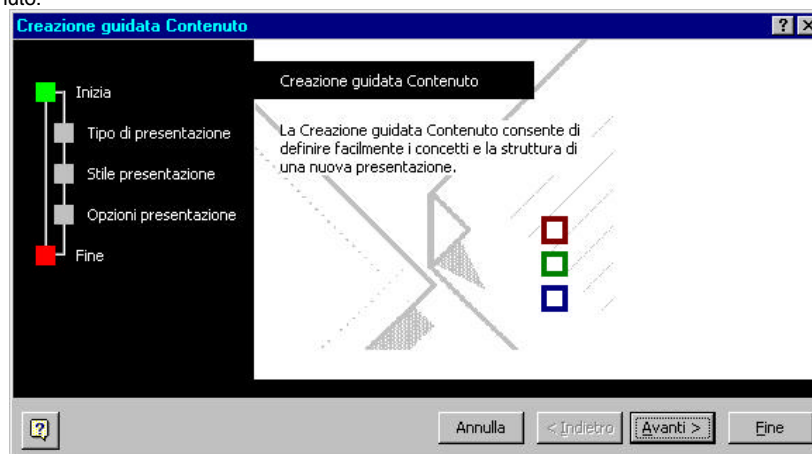 Creazione guidata Contenuto
Inizia
Tipo di presentazione
Stile presentazione
Opzioni presentazione
Fine
Creazione guidata Contenuto
La Creazione guidata Contenuto consente di
definire facilmente i concetti e la struttura di
una nuova presentazione.
Annulla
< Indietro
Avanti >
Fine